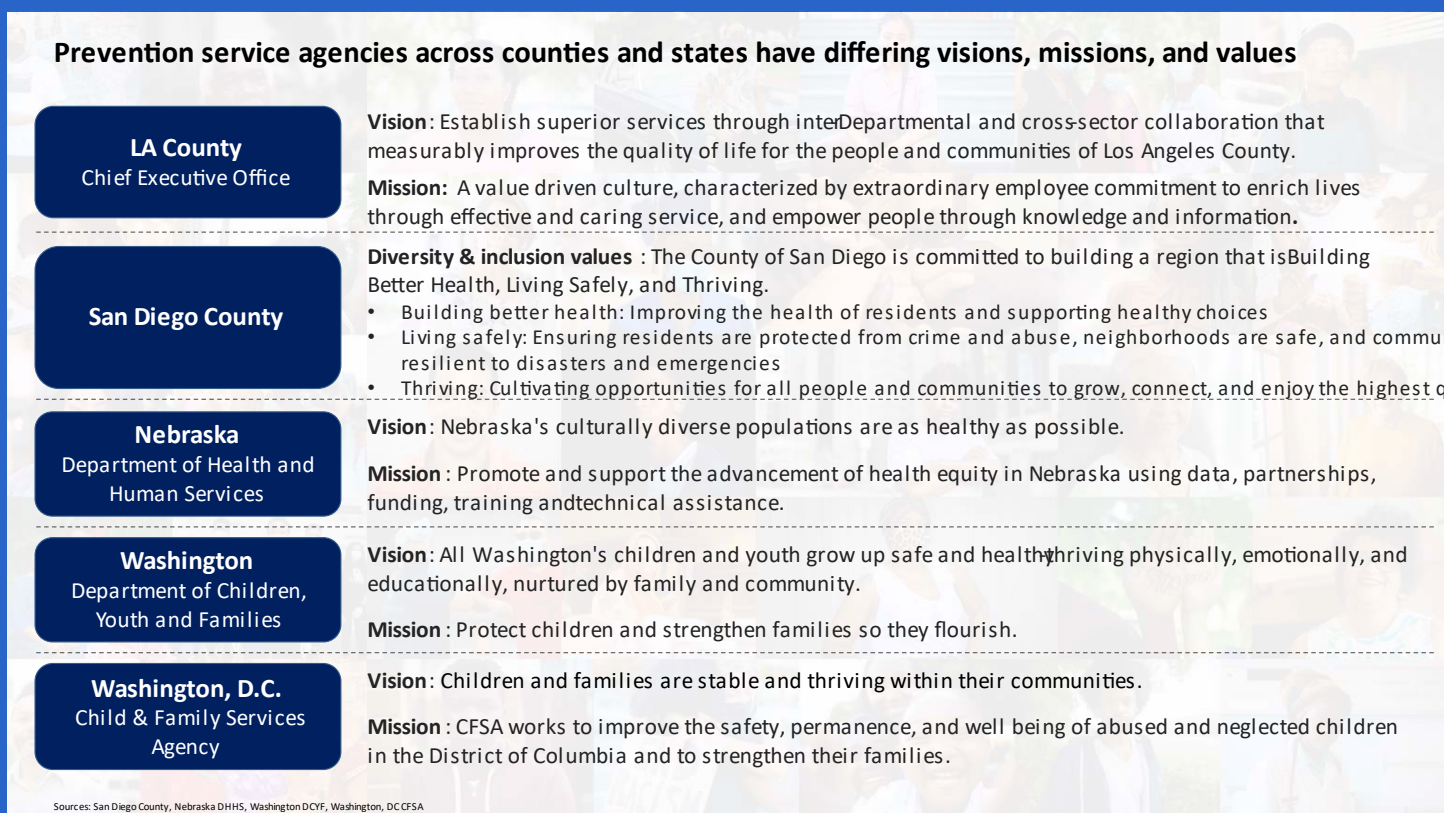 Prevention service agencies across counties and states have differing visions, missions, and values
LA County
Chief Executive Office
Vision: Establish superior services through interDepartmental and cross-sector collaboration that
measurably improves the quality of life for the people and communities of Los Angeles County.
Mission: A value driven culture, characterized by extraordinary employee commitment to enrich lives
through effective and caring service, and empower people through knowledge and information.
San Diego County
Diversity & inclusion values : The County of San Diego is committed to building a region that isBuilding
Better Health, Living Safely, and Thriving.
• Building better health: Improving the health of residents and supporting healthy choices
• Living safely: Ensuring residents are protected from crime and abuse, neighborhoods are safe, and commu
resilient to disasters and emergencies
• Thriving: Cultivating opportunities for all people and communities to grow, connect, and enjoy the highest q
Nebraska
Department of Health and
Human Services
Vision: Nebraska's culturally diverse populations are as healthy as possible.
Mission : Promote and support the advancement of health equity in Nebraska using data, partnerships,
funding, training andtechnical assistance.
Washington
Department of Children,
Youth and Families
Vision: All Washington's children and youth grow up safe and healthy-thriving physically, emotionally, and
educationally, nurtured by family and community.
Mission : Protect children and strengthen families so they flourish.
Washington, D.C.
Child & Family Services
Agency
Vision: Children and families are stable and thriving within their communities.
Mission : CFSA works to improve the safety, permanence, and well being of abused and neglected children
in the District of Columbia and to strengthen their families.
Sources: San Diego County, Nebraska DHHS, Washington DCYF, Washington, DC CFSA